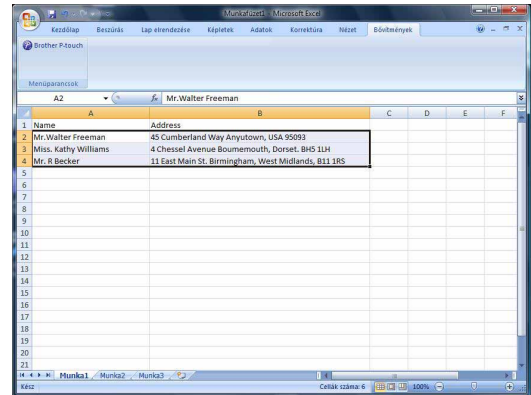 Munkafüzet1 - Microsoft Excel
Kezdőlap Beszúrás Lap elrendezése Képletek Adatok Korrektúra Nézet Bővítmények
Brother P-touch
Menüparancsok
A2 fx Mr.Walter Freeman
A B C D E F
1 Name Address
2 Mr.Walter Freeman 45 Cumberland Way Anyutown, USA 95093
3 Miss. Kathy Williams 4 Chessel Avenue Boumemouth, Dorset. BH5 1LH
4 Mr. R Becker 11 East Main St. Birmingham, West Midlands, B11 1RS
5
6
7
8
9
10
11
12
13
14
15
16
17
18
19
20
21
Munka1 Munka2 Munka3
Kész Cellák száma: 6 100%